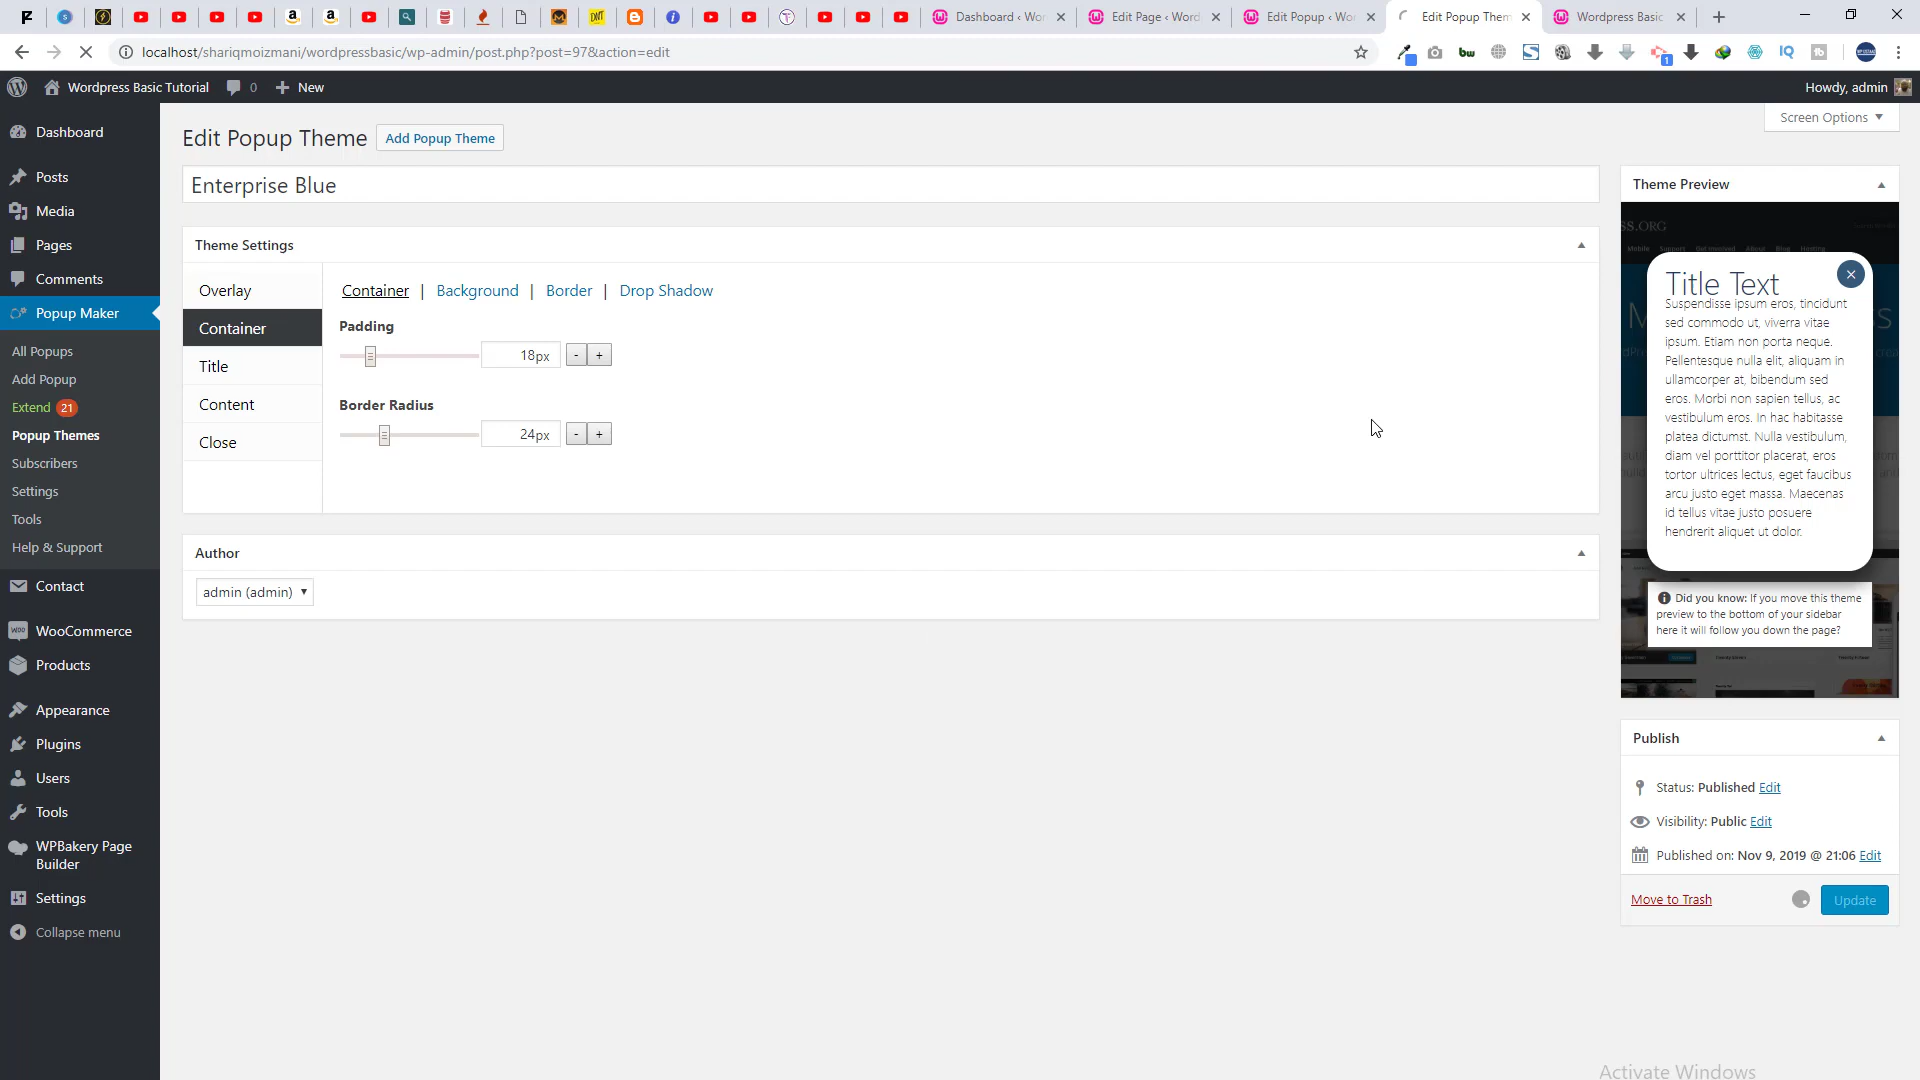 Dashboard ‹ Wor
Edit Page ‹ Word
Edit Popup ‹ Wo
Edit Popup Them
Wordpress Basic
localhost/shariqmoizmani/wordpressbasic/wp-admin/post.php?post=97&action=edit
Wordpress Basic Tutorial
0
New
Howdy, admin
Screen Options
Dashboard
Posts
Media
Pages
Comments
Popup Maker
All Popups
Add Popup
Extend 21
Popup Themes
Subscribers
Settings
Tools
Help & Support
Contact
WooCommerce
Products
Appearance
Plugins
Users
Tools
WPBakery Page
Builder
Settings
Collapse menu
Edit Popup Theme
Add Popup Theme
Enterprise Blue
Theme Settings
Overlay
Container
Title
Content
Close
Container | Background | Border | Drop Shadow
Padding
18px
- +
Border Radius
24px
- +
Author
admin (admin)
Theme Preview
SS.ORG
Mobile Support Get Involved About Blog Hosting
Title Text
Suspendisse ipsum eros, tincidunt
sed commodo ut, viverra vitae
ipsum. Etiam non porta neque.
Pellentesque nulla elit, aliquam in
ullamcorper at, bibendum sed
eros. Morbi non sapien tellus, ac
vestibulum eros. In hac habitasse
platea dictumst. Nulla vestibulum,
diam vel porttitor placerat, eros
tortor ultrices lectus, eget faucibus
arcu justo eget massa. Maecenas
id tellus vitae justo posuere
hendrerit aliquet ut dolor.
Did you know: If you move this theme
preview to the bottom of your sidebar
here it will follow you down the page?
Publish
Status: Published Edit
Visibility: Public Edit
Published on: Nov 9, 2019 @ 21:06 Edit
Move to Trash
Update
Activate Windows